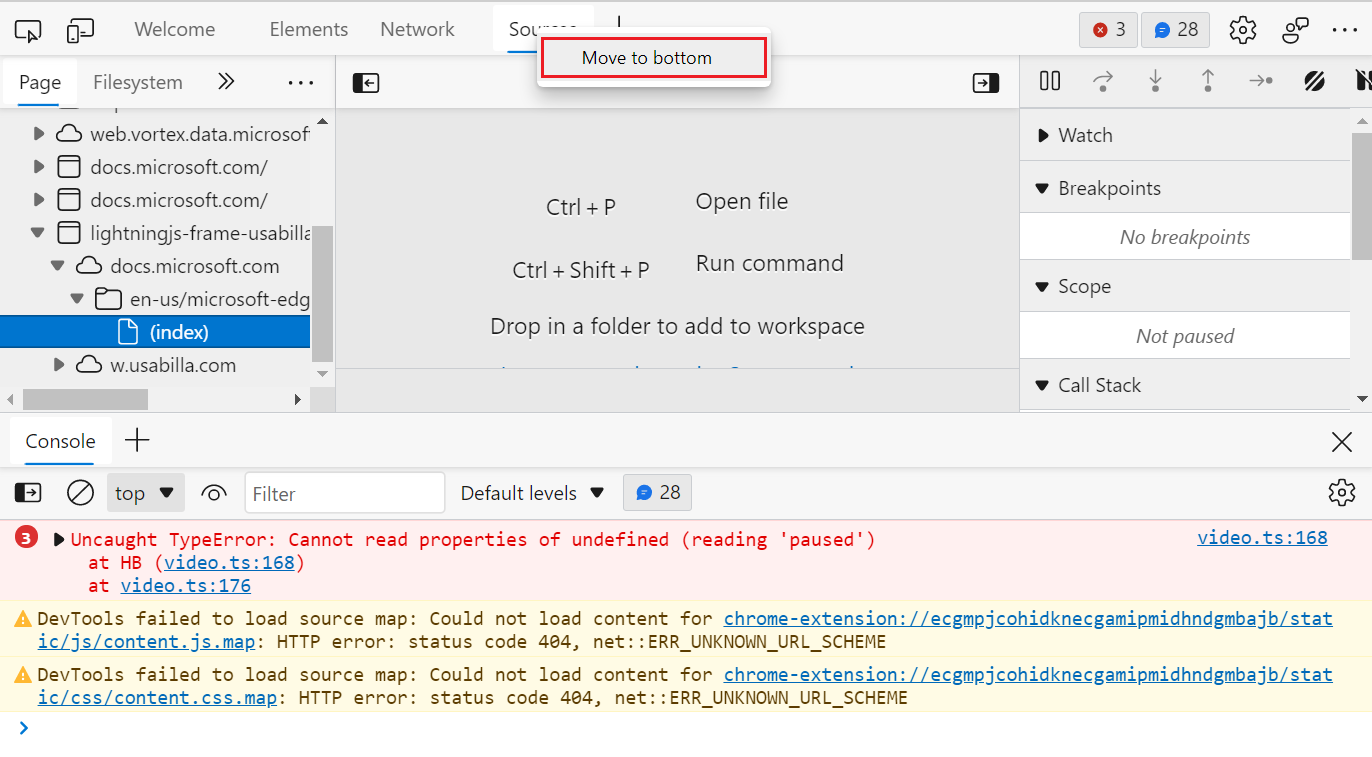 Welcome Elements Network
3 28
Move to bottom
Page Filesystem
web.vortex.data.microsof
docs.microsoft.com/
docs.microsoft.com/
lightningjs-frame-usabilla
docs.microsoft.com
en-us/microsoft-edg
(index)
w.usabilla.com
Ctrl + P Open file
Ctrl + Shift + P Run command
Drop in a folder to add to workspace
Watch
Breakpoints
No breakpoints
Scope
Not paused
Call Stack
Console
top Filter Default levels 28
3 Uncaught TypeError: Cannot read properties of undefined (reading 'paused') video.ts:168
at HB (video.ts:168)
at video.ts:176
DevTools failed to load source map: Could not load content for chrome-extension://ecgmpjcohidknecgamipmidhndgmbajb/stat
ic/js/content.js.map: HTTP error: status code 404, net::ERR_UNKNOWN_URL_SCHEME
DevTools failed to load source map: Could not load content for chrome-extension://ecgmpjcohidknecgamipmidhndgmbajb/stat
ic/css/content.css.map: HTTP error: status code 404, net::ERR_UNKNOWN_URL_SCHEME